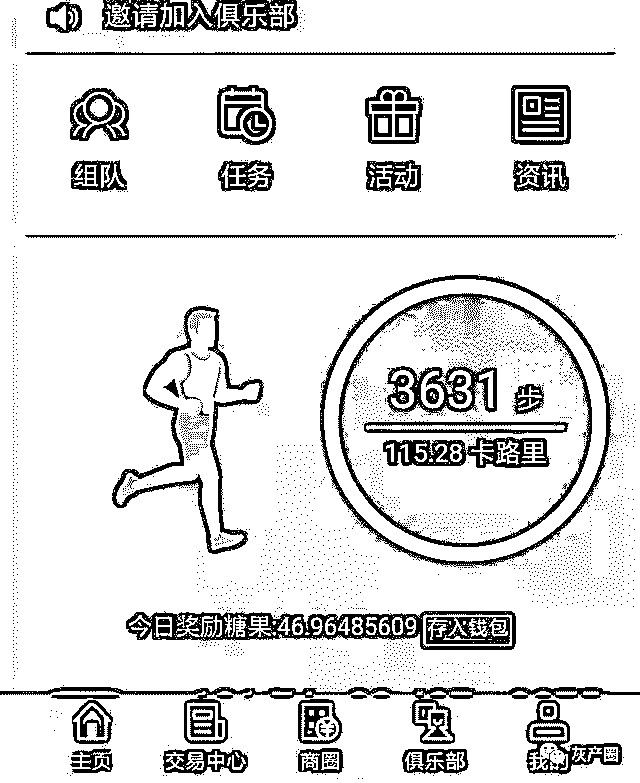 邀请加入俱乐部
组队 任务 活动 资讯
3631 步
115.28 卡路里
今日奖励糖果:46.96485609 存入钱包
主页 交易中心 商圈 俱乐部 我的
灰产圈